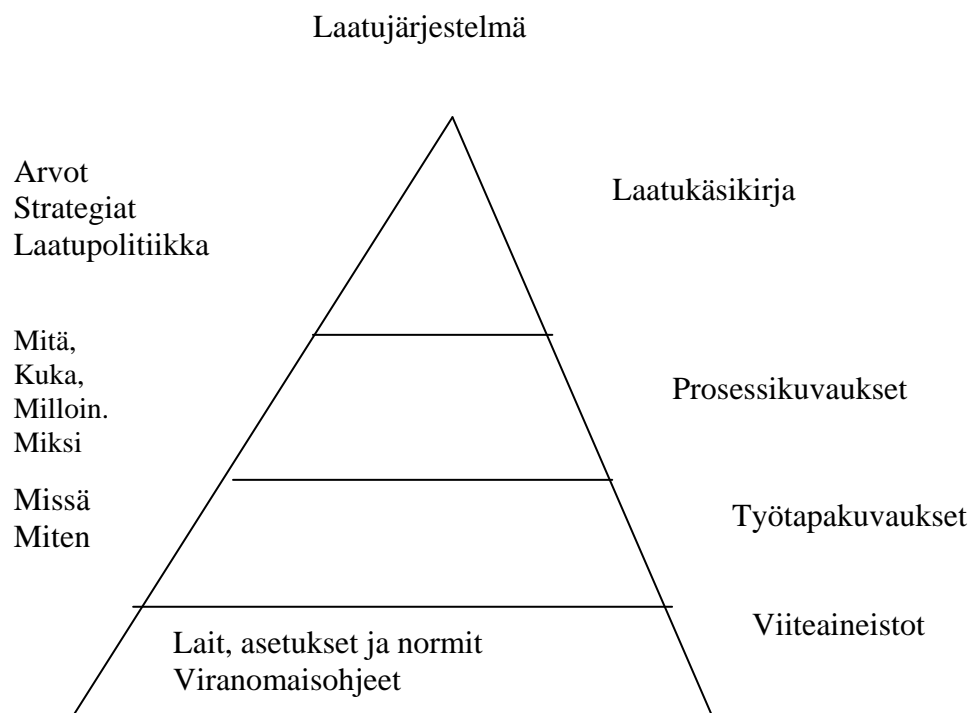 Laatujärjestelmä
Arvot
Strategiat
Laatupolitiikka
Laatukäsikirja
Mitä,
Kuka,
Milloin.
Miksi
Prosessikuvaukset
Missä
Miten
Työtapakuvaukset
Viiteaineistot
Lait, asetukset ja normit
Viranomaisohjeet